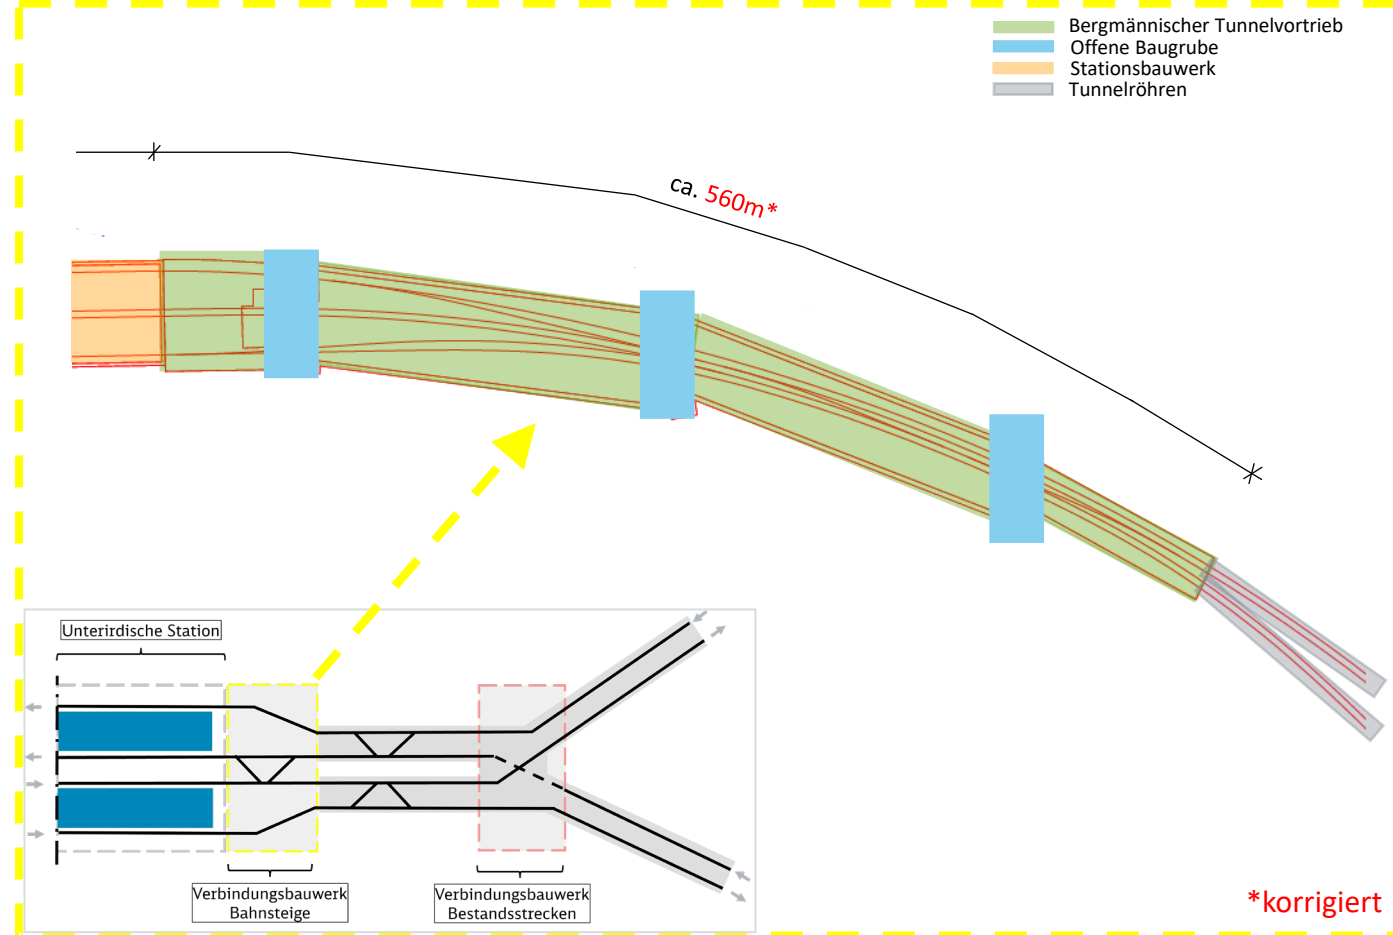 Bergmännischer Tunnelvortrieb
Offene Baugrube
Stationsbauwerk
Tunnelröhren
ca. 560m*
Unterirdische Station
Verbindungsbauwerk
Bahnsteige
Verbindungsbauwerk
Bestandsstrecken
*korrigiert